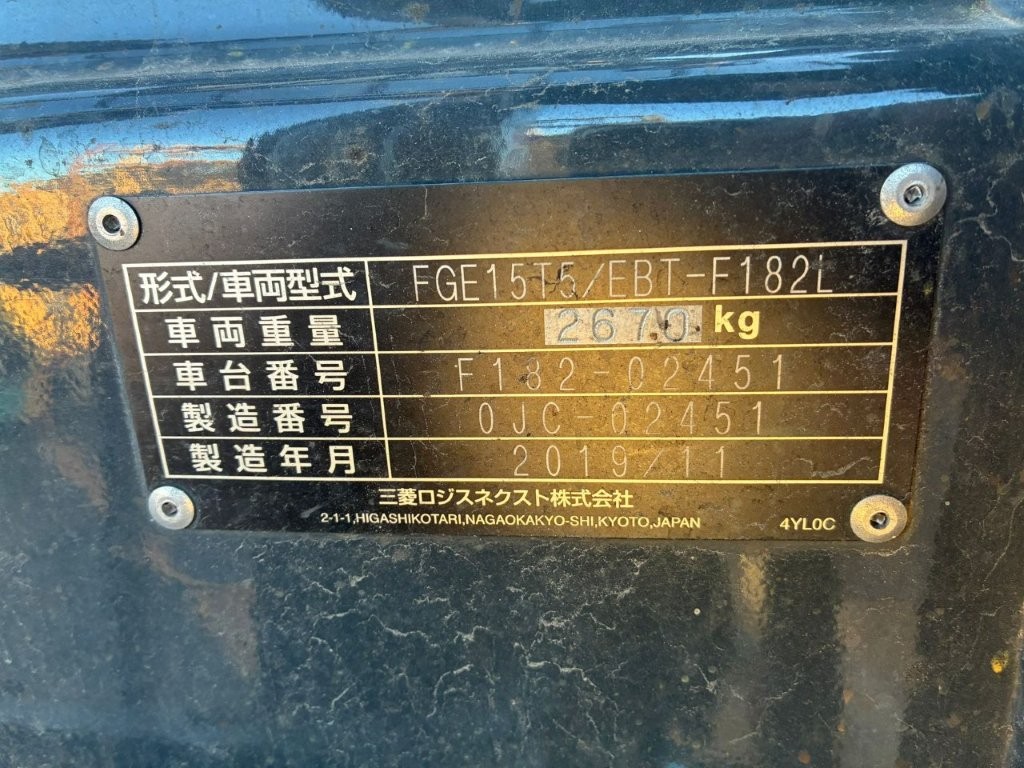 形式/車両型式 FGE15T5/EBT-F182L
車両重量 2670 kg
車台番号 F182-02451
製造番号 0JC-02451
製造年月 2019/11
三菱ロジスネクスト株式会社
2-1-1,HIGASHIKOTARI,NAGAOKAKYO-SHI,KYOTO,JAPAN 4YL0C